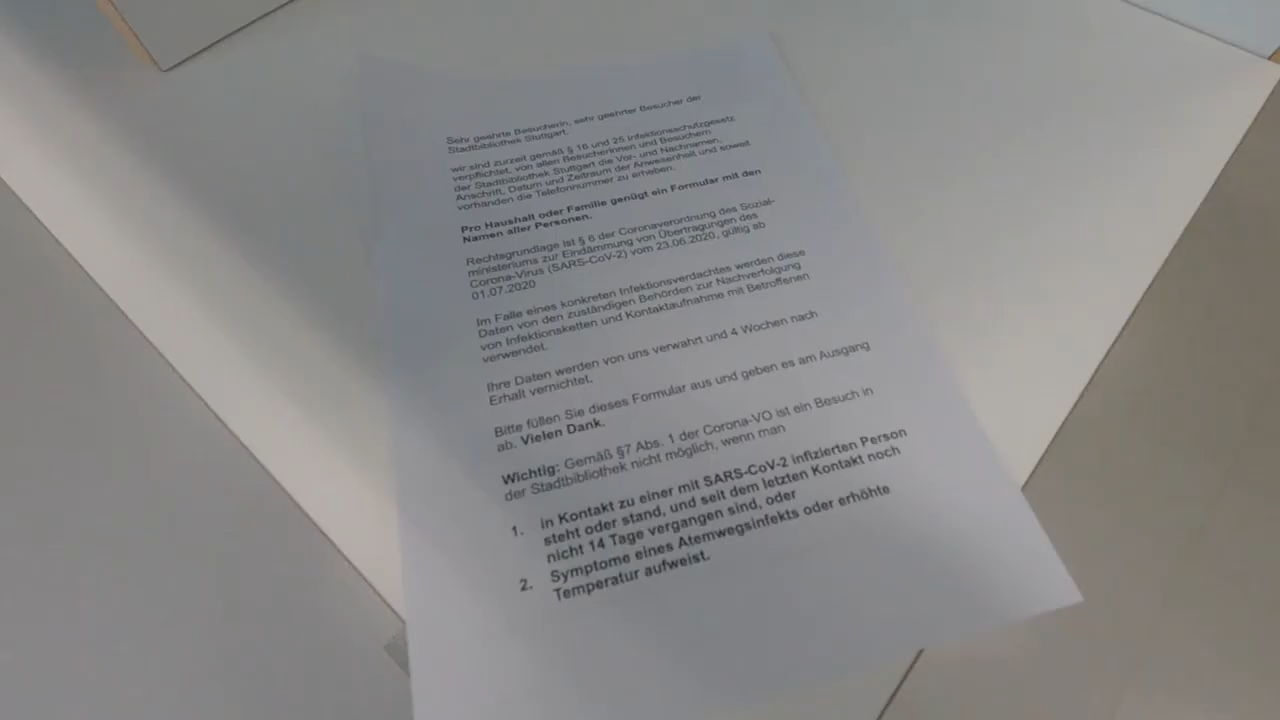 Sehr geehrte Besucherin, sehr geehrter Besucher der
Stadtbibliothek Stuttgart,
wir sind zurzeit gemäß § 16 und 25 Infektionsschutzgesetz
verpflichtet, von allen Besucherinnen und Besuchern
der Stadtbibliothek Stuttgart die Vor- und Nachnamen,
Anschrift, Datum und Zeitraum der Anwesenheit und soweit
vorhanden die Telefonnummer zu erheben.
Pro Haushalt oder Familie genügt ein Formular mit den
Namen aller Personen.
Rechtsgrundlage ist § 6 der Coronaverordnung des Sozial-
ministeriums zur Eindämmung von Übertragungen des
Corona-Virus (SARS-CoV-2) vom 23.06.2020, gültig ab
01.07.2020
Im Falle eines konkreten Infektionsverdachtes werden diese
Daten von den zuständigen Behörden zur Nachverfolgung
von Infektionsketten und Kontaktaufnahme mit Betroffenen
verwendet.
Ihre Daten werden von uns verwahrt und 4 Wochen nach
Erhalt vernichtet.
Bitte füllen Sie dieses Formular aus und geben es am Ausgang
ab. Vielen Dank.
Wichtig: Gemäß §7 Abs. 1 der Corona-VO ist ein Besuch in
der Stadtbibliothek nicht möglich, wenn man
1. in Kontakt zu einer mit SARS-CoV-2 infizierten Person
steht oder stand, und seit dem letzten Kontakt noch
nicht 14 Tage vergangen sind, oder
2. Symptome eines Atemwegsinfekts oder erhöhte
Temperatur aufweist.